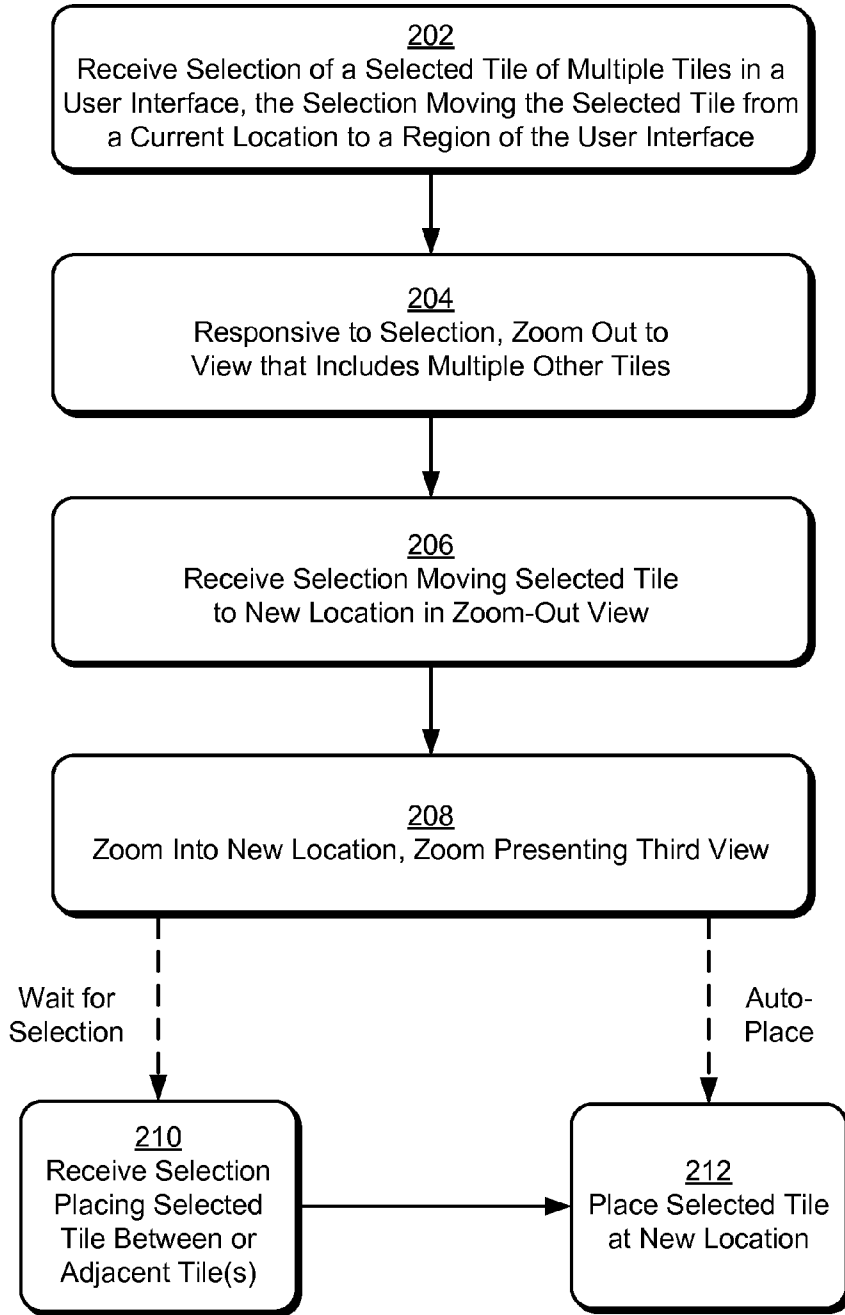 202
Receive Selection of a Selected Tile of Multiple Tiles in a
User Interface, the Selection Moving the Selected Tile from
a Current Location to a Region of the User Interface
204
Responsive to Selection, Zoom Out to
View that Includes Multiple Other Tiles
206
Receive Selection Moving Selected Tile
to New Location in Zoom-Out View
208
Zoom Into New Location, Zoom Presenting Third View
Wait for
Selection
Auto-
Place
210
Receive Selection
Placing Selected
Tile Between or
Adjacent Tile(s)
212
Place Selected Tile
at New Location